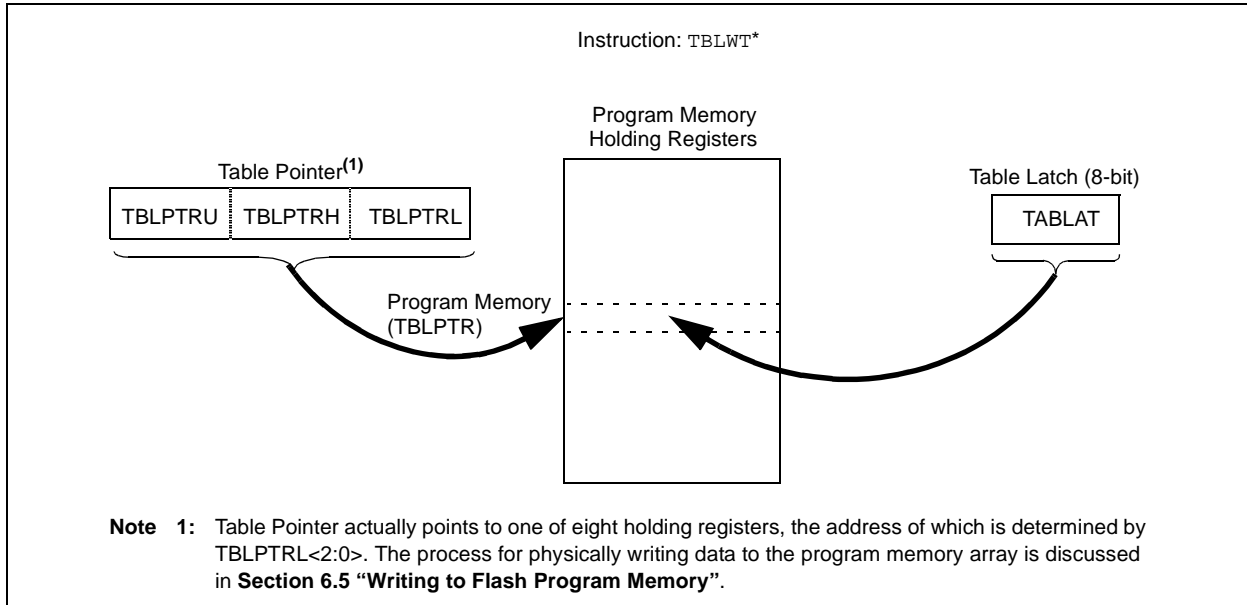 Instruction: TBLWT*
Program Memory
Holding Registers
Table Pointer(1)
Table Latch (8-bit)
TBLPTRU TBLPTRH TBLPTRL
TABLAT
Program Memory
(TBLPTR)
Note 1: Table Pointer actually points to one of eight holding registers, the address of which is determined by
TBLPTRL<2:0>. The process for physically writing data to the program memory array is discussed
in Section 6.5 “Writing to Flash Program Memory”.